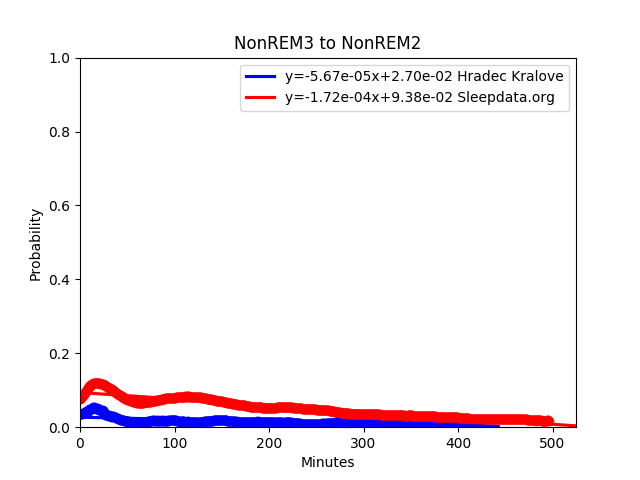 NonREM3 to NonREM2
y=-5.67e-05x+2.70e-02 Hradec Kralove
y=-1.72e-04x+9.38e-02 Sleepdata.org
1.0
0.8
0.6
0.4
0.2
0.0
Probability
0 100 200 300 400 500
Minutes